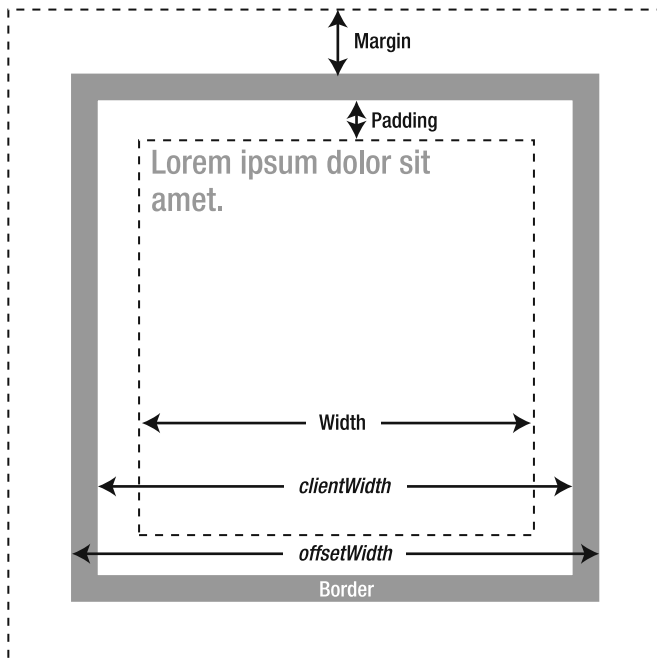 Margin
Padding
Lorem ipsum dolor sit
amet.
Width
clientWidth
offsetWidth
Border